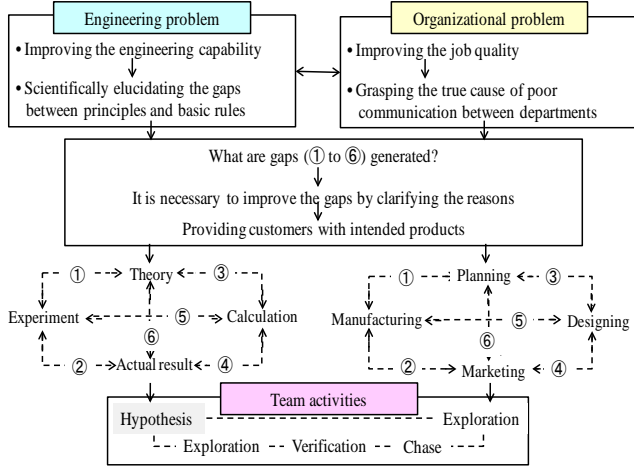 Engineering problem
• Improving the engineering capability
• Scientifically elucidating the gaps
between principles and basic rules
Organizational problem
• Improving the job quality
• Grasping the true cause of poor
communication between departments
What are gaps (① to ⑥) generated?
It is necessary to improve the gaps by clarifying the reasons
Providing customers with intended products
① Theory ③
Experiment ⑤ Calculation
⑥
② Actual result ④
① Planning ③
Manufacturing ⑤ Designing
⑥
② Marketing ④
Team activities
Hypothesis Exploration
Exploration Verification Chase